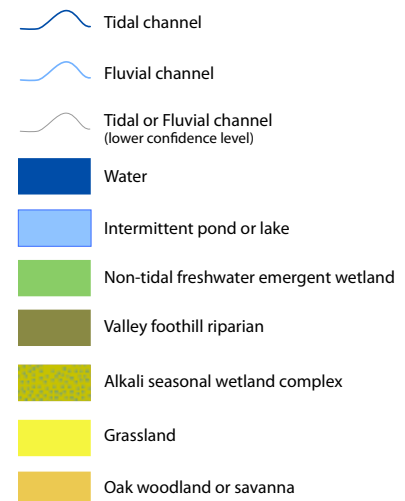 Tidal channel
Fluvial channel
Tidal or Fluvial channel
(lower confidence level)
Water
Intermittent pond or lake
Non-tidal freshwater emergent wetland
Valley foothill riparian
Alkali seasonal wetland complex
Grassland
Oak woodland or savanna